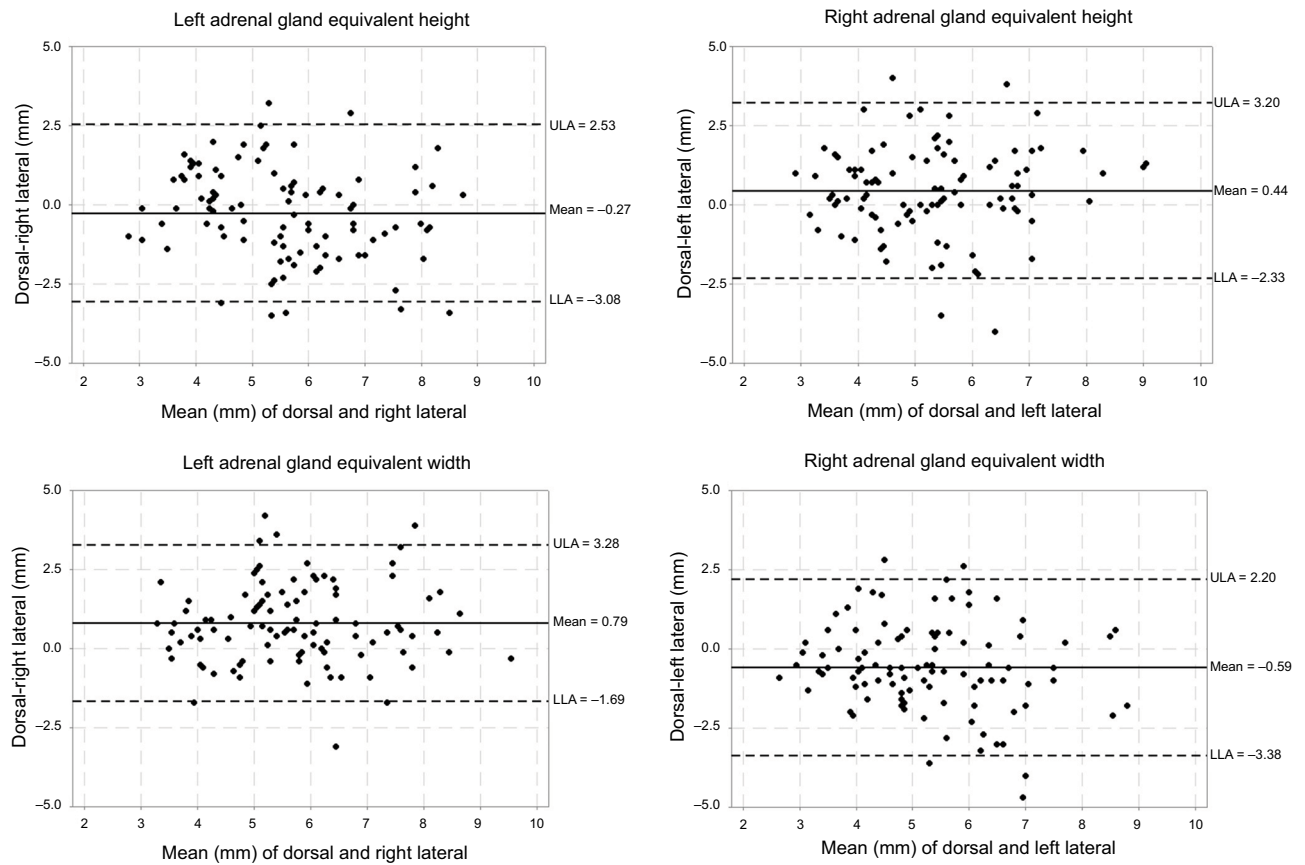 Left adrenal gland equivalent height
5.0
2.5
0.0
–2.5
–5.0
Dorsal-right lateral (mm)
ULA = 2.53
Mean = –0.27
LLA = –3.08
2 3 4 5 6 7 8 9 10
Mean (mm) of dorsal and right lateral
Right adrenal gland equivalent height
5.0
2.5
0.0
–2.5
–5.0
Dorsal-left lateral (mm)
ULA = 3.20
Mean = 0.44
LLA = –2.33
2 3 4 5 6 7 8 9 10
Mean (mm) of dorsal and left lateral
Left adrenal gland equivalent width
5.0
2.5
0.0
–2.5
–5.0
Dorsal-right lateral (mm)
ULA = 3.28
Mean = 0.79
LLA = –1.69
2 3 4 5 6 7 8 9 10
Mean (mm) of dorsal and right lateral
Right adrenal gland equivalent width
5.0
2.5
0.0
–2.5
–5.0
Dorsal-left lateral (mm)
ULA = 2.20
Mean = –0.59
LLA = –3.38
2 3 4 5 6 7 8 9 10
Mean (mm) of dorsal and left lateral